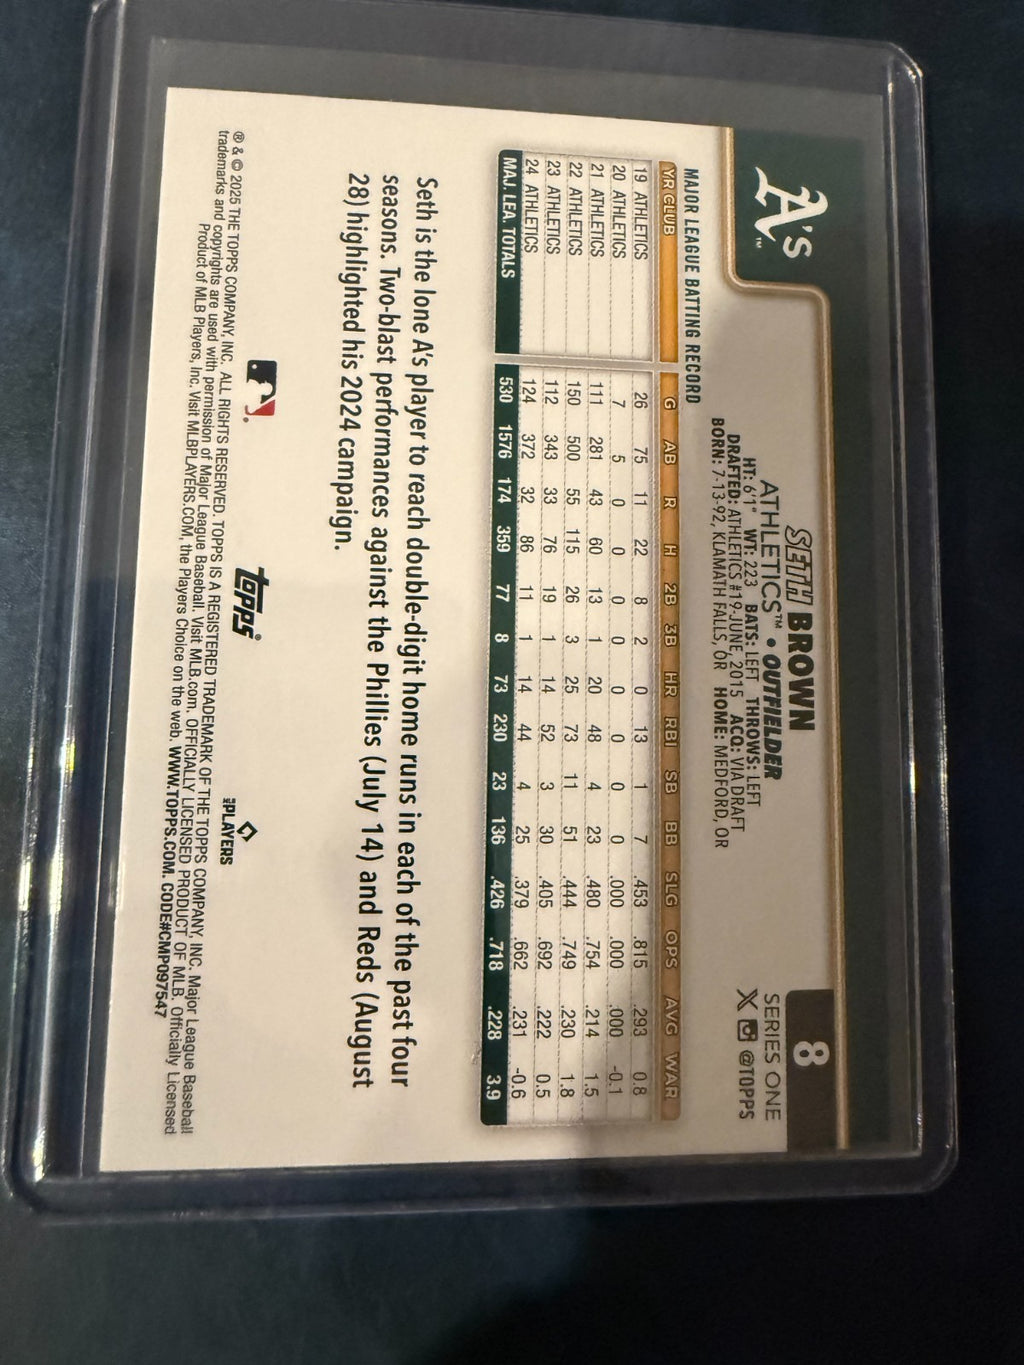 A's™
8
SETH BROWN
ATHLETICS™ • OUTFIELDER
HT: 6'1" WT: 223 BATS: LEFT THROWS: LEFT
DRAFTED: ATHLETICS #19-JUNE, 2015 ACQ: VIA DRAFT
BORN: 7-13-92, KLAMATH FALLS, OR HOME: MEDFORD, OR
SERIES ONE
X @TOPPS
MAJOR LEAGUE BATTING RECORD
YR CLUB G AB R H 2B 3B HR RBI SB BB SLG OPS AVG WAR
19 ATHLETICS 26 75 11 22 8 2 0 13 1 7 .453 .815 .293 0.8
20 ATHLETICS 7 5 0 0 0 0 0 0 0 0 .000 .000 .000 -0.1
21 ATHLETICS 111 281 43 60 13 1 20 48 4 23 .480 .754 .214 1.5
22 ATHLETICS 150 500 55 115 26 3 25 73 11 51 .444 .749 .230 1.8
23 ATHLETICS 112 343 33 76 19 1 14 52 3 30 .405 .692 .222 0.5
24 ATHLETICS 124 372 32 86 11 1 14 44 4 25 .379 .662 .231 -0.6
MAJ. LEA. TOTALS 530 1576 174 359 77 8 73 230 23 136 .426 .718 .228 3.9
Seth is the lone A's player to reach double-digit home runs in each of the past four
seasons. Two-blast performances against the Phillies (July 14) and Reds (August
28) highlighted his 2024 campaign.
topps®
PLAYERS
® & © 2025 THE TOPPS COMPANY, INC. ALL RIGHTS RESERVED. TOPPS IS A REGISTERED TRADEMARK OF THE TOPPS COMPANY, INC. Major League Baseball
trademarks and copyrights are used with permission of Major League Baseball. Visit MLB.com. OFFICIALLY LICENSED PRODUCT OF MLB. Officially Licensed
Product of MLB Players, Inc. Visit MLBPLAYERS.COM, the Players Choice on the web. WWW.TOPPS.COM. CODE#CMP097547